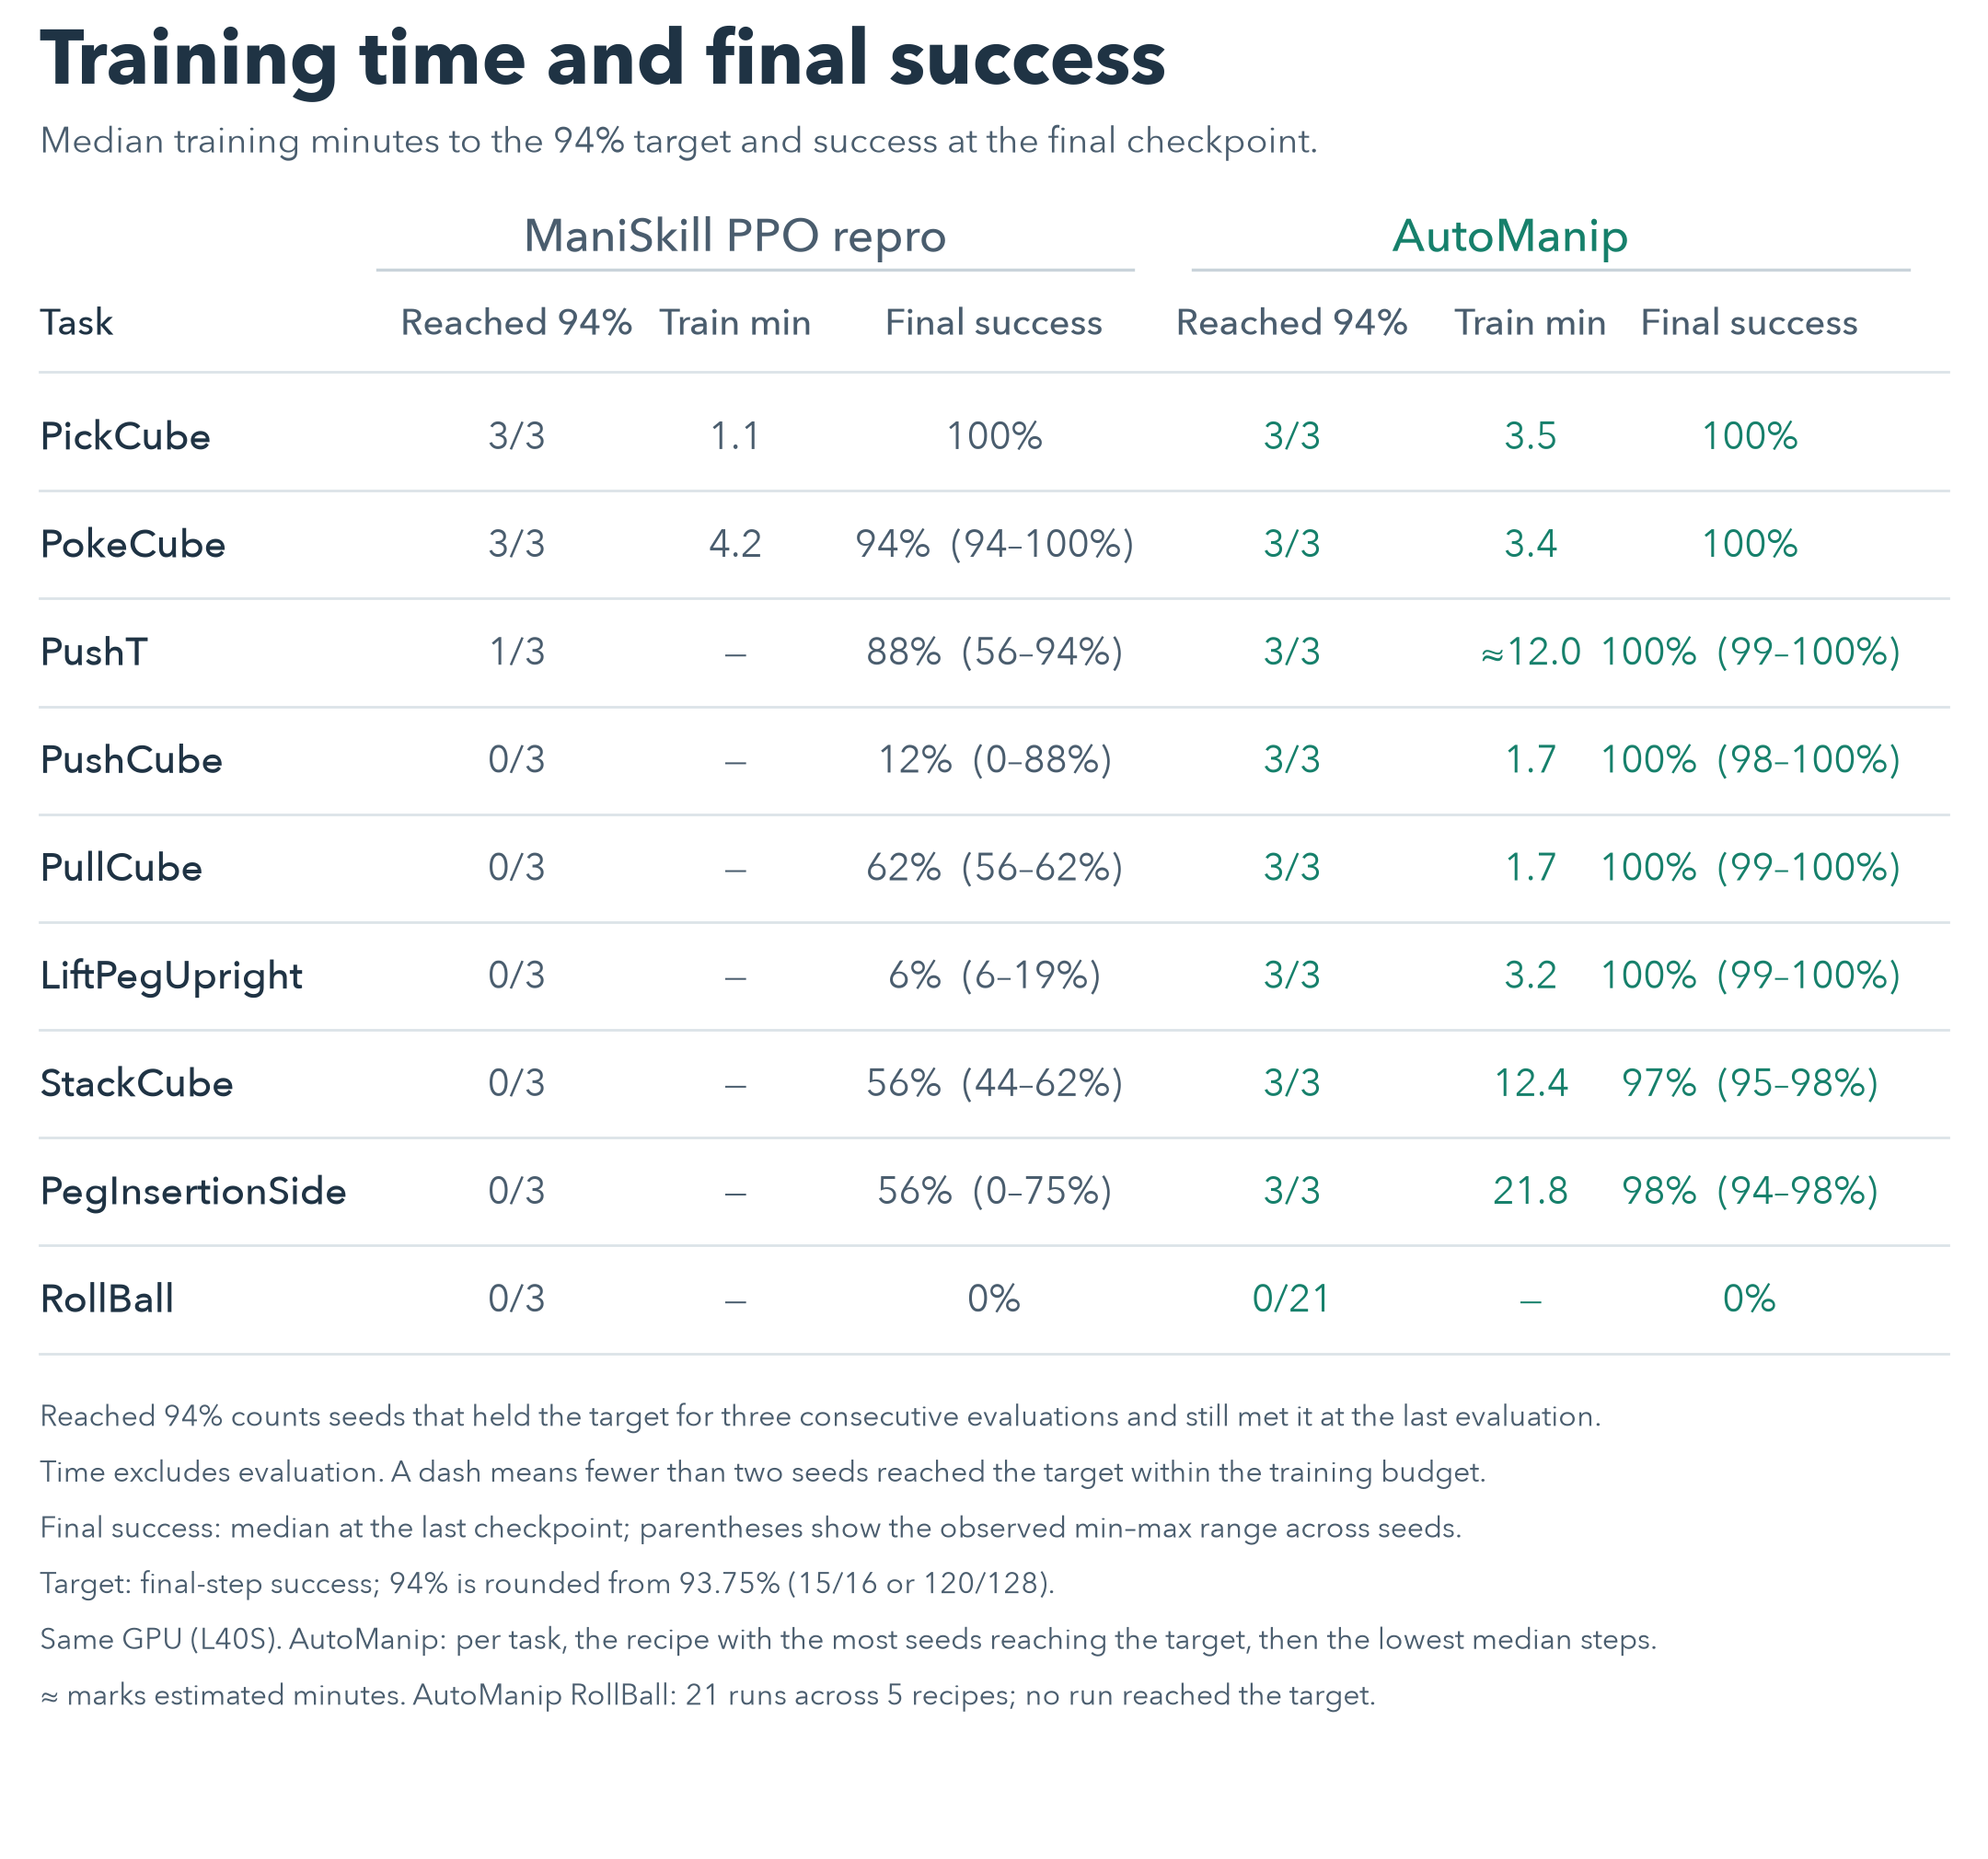 Training time and final success
Median training minutes to the 94% target and success at the final checkpoint.
ManiSkill PPO repro AutoManip
Task Reached 94% Train min Final success Reached 94% Train min Final success
PickCube 3/3 1.1 100% 3/3 3.5 100%
PokeCube 3/3 4.2 94% (94–100%) 3/3 3.4 100%
PushT 1/3 – 88% (56–94%) 3/3 ≈12.0 100% (99–100%)
PushCube 0/3 – 12% (0–88%) 3/3 1.7 100% (98–100%)
PullCube 0/3 – 62% (56–62%) 3/3 1.7 100% (99–100%)
LiftPegUpright 0/3 – 6% (6–19%) 3/3 3.2 100% (99–100%)
StackCube 0/3 – 56% (44–62%) 3/3 12.4 97% (95–98%)
PegInsertionSide 0/3 – 56% (0–75%) 3/3 21.8 98% (94–98%)
RollBall 0/3 – 0% 0/21 – 0%
Reached 94% counts seeds that held the target for three consecutive evaluations and still met it at the last evaluation.
Time excludes evaluation. A dash means fewer than two seeds reached the target within the training budget.
Final success: median at the last checkpoint; parentheses show the observed min–max range across seeds.
Target: final-step success; 94% is rounded from 93.75% (15/16 or 120/128).
Same GPU (L40S). AutoManip: per task, the recipe with the most seeds reaching the target, then the lowest median steps.
≈ marks estimated minutes. AutoManip RollBall: 21 runs across 5 recipes; no run reached the target.